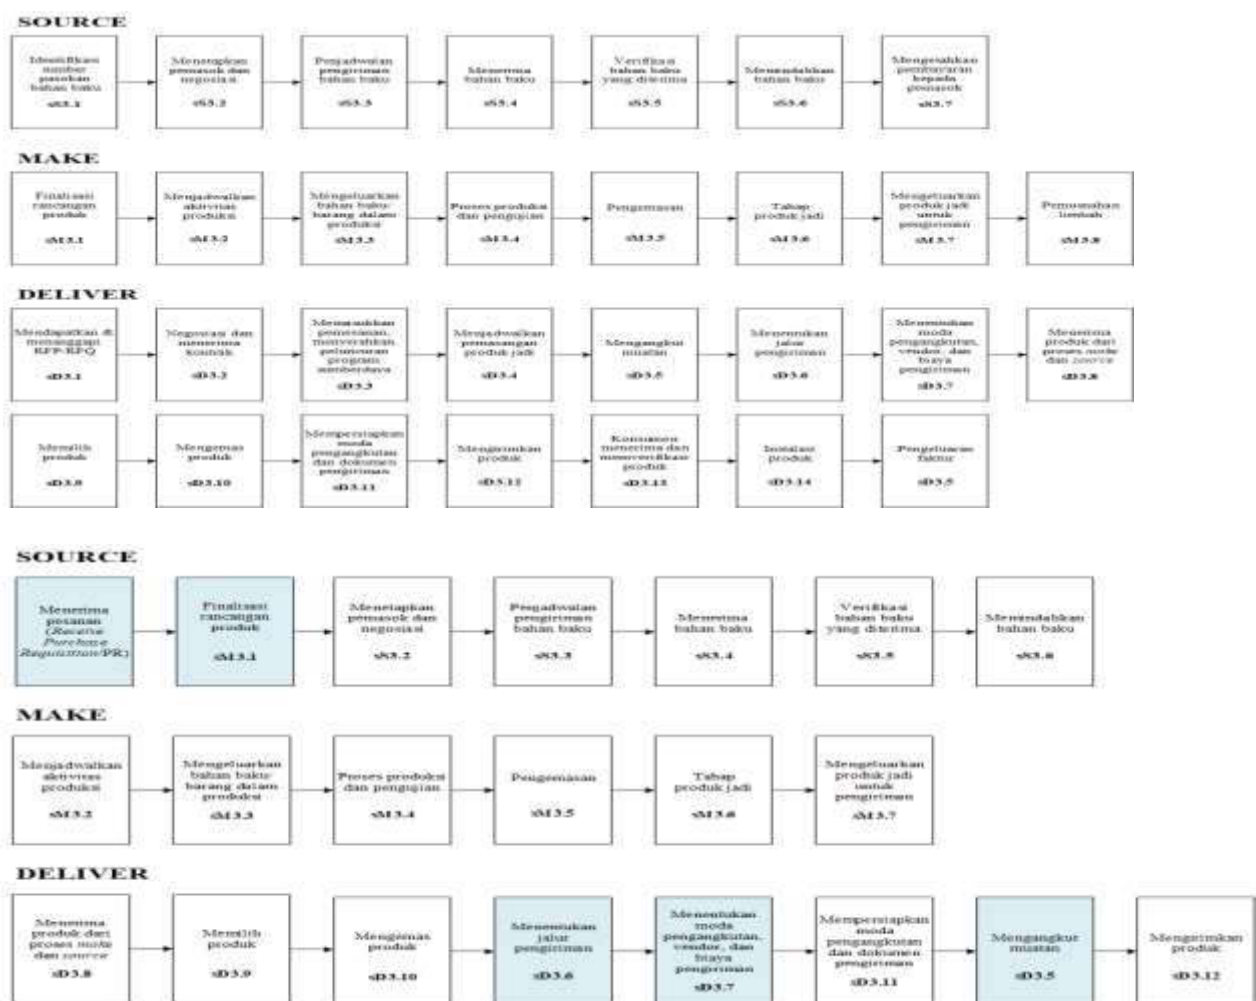 SOURCE
Identifikasi
sumber
pasokan
bahan baku
sS3.1
Menetapkan
pemasok dan
negosiasi
sS3.2
Penjadwalan
pengiriman
bahan baku
sS3.3
Menerima
bahan baku
sS3.4
Verifikasi
bahan baku
yang diterima
sS3.5
Memindahkan
bahan baku
sS3.6
Mengesahkan
pembayaran
kepada
pemasok
sS3.7
MAKE
Finalisasi
rancangan
produk
sM3.1
Menjadwalkan
aktivitas
produksi
sM3.2
Mengeluarkan
bahan baku/
barang dalam
produksi
sM3.3
Proses produksi
dan pengujian
sM3.4
Pengemasan
sM3.5
Tahap
produk jadi
sM3.6
Mengeluarkan
produk jadi
untuk
pengiriman
sM3.7
Pemusnahan
limbah
sM3.8
DELIVER
Mendapatkan &
menanggapi
RFP/RFQ
sD3.1
Negosiasi dan
menerima
kontrak
sD3.2
Memasukkan
pemesanan,
menyerahkan
peluncuran
program
sumberdaya
sD3.3
Menjadwalkan
pemasangan
produk jadi
sD3.4
Mengangkut
muatan
sD3.5
Menentukan
jalur
pengiriman
sD3.6
Menentukan
moda
pengangkutan,
vendor, dan
biaya
pengiriman
sD3.7
Menerima
produk dari
proses make
dan source
sD3.8
Memilih
produk
sD3.9
Mengemas
produk
sD3.10
Mempersiapkan
moda
pengangkutan
dan dokumen
pengiriman
sD3.11
Mengirimkan
produk
sD3.12
Konsumen
menerima dan
memverifikasi
produk
sD3.13
Instalasi
produk
sD3.14
Pengeluaran
faktur
sD3.5
SOURCE
Menerima
pesanan
(Receive
Purchase
Requisition/PR)
Finalisasi
rancangan
produk
sM3.1
Menetapkan
pemasok dan
negosiasi
sS3.2
Pengadwalan
pengiriman
bahan baku
sS3.3
Menerima
bahan baku
sS3.4
Verifikasi
bahan baku
yang diterima
sS3.5
Memindahkan
bahan baku
sS3.6
MAKE
Menjadwalkan
aktivitas
produksi
sM3.2
Mengeluarkan
bahan baku/
barang dalam
produksi
sM3.3
Proses produksi
dan pengujian
sM3.4
Pengemasan
sM3.5
Tahap
produk jadi
sM3.6
Mengeluarkan
produk jadi
untuk
pengiriman
sM3.7
DELIVER
Menerima
produk dari
proses make
dan source
sD3.8
Memilih
produk
sD3.9
Mengemas
produk
sD3.10
Menentukan
jalur
pengiriman
sD3.6
Menentukan
moda
pengangkutan,
vendor, dan
biaya
pengiriman
sD3.7
Mempersiapkan
moda
pengangkutan
dan dokumen
pengiriman
sD3.11
Mengangkut
muatan
sD3.5
Mengirimkan
produk
sD3.12